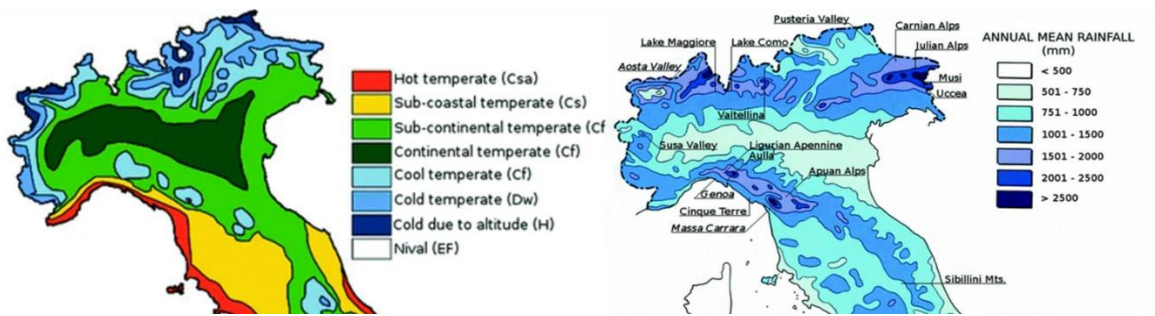 Hot temperate (Csa)
Sub-coastal temperate (Cs)
Sub-continental temperate (Cf
Continental temperate (Cf)
Cool temperate (Cf)
Cold temperate (Dw)
Cold due to altitude (H)
Nival (EF)
Pusteria Valley
Carnian Alps
Lake Maggiore
Lake Como
Julian Alps
Aosta Valley
Musi
Uccea
Valtellina
Susa Valley
Ligurian Apennine
Aulla
Apuan Alps
Genoa
Cinque Terre
Massa Carrara
Sibillini Mts.
ANNUAL MEAN RAINFALL
(mm)
< 500
501 - 750
751 - 1000
1001 - 1500
1501 - 2000
2001 - 2500
> 2500